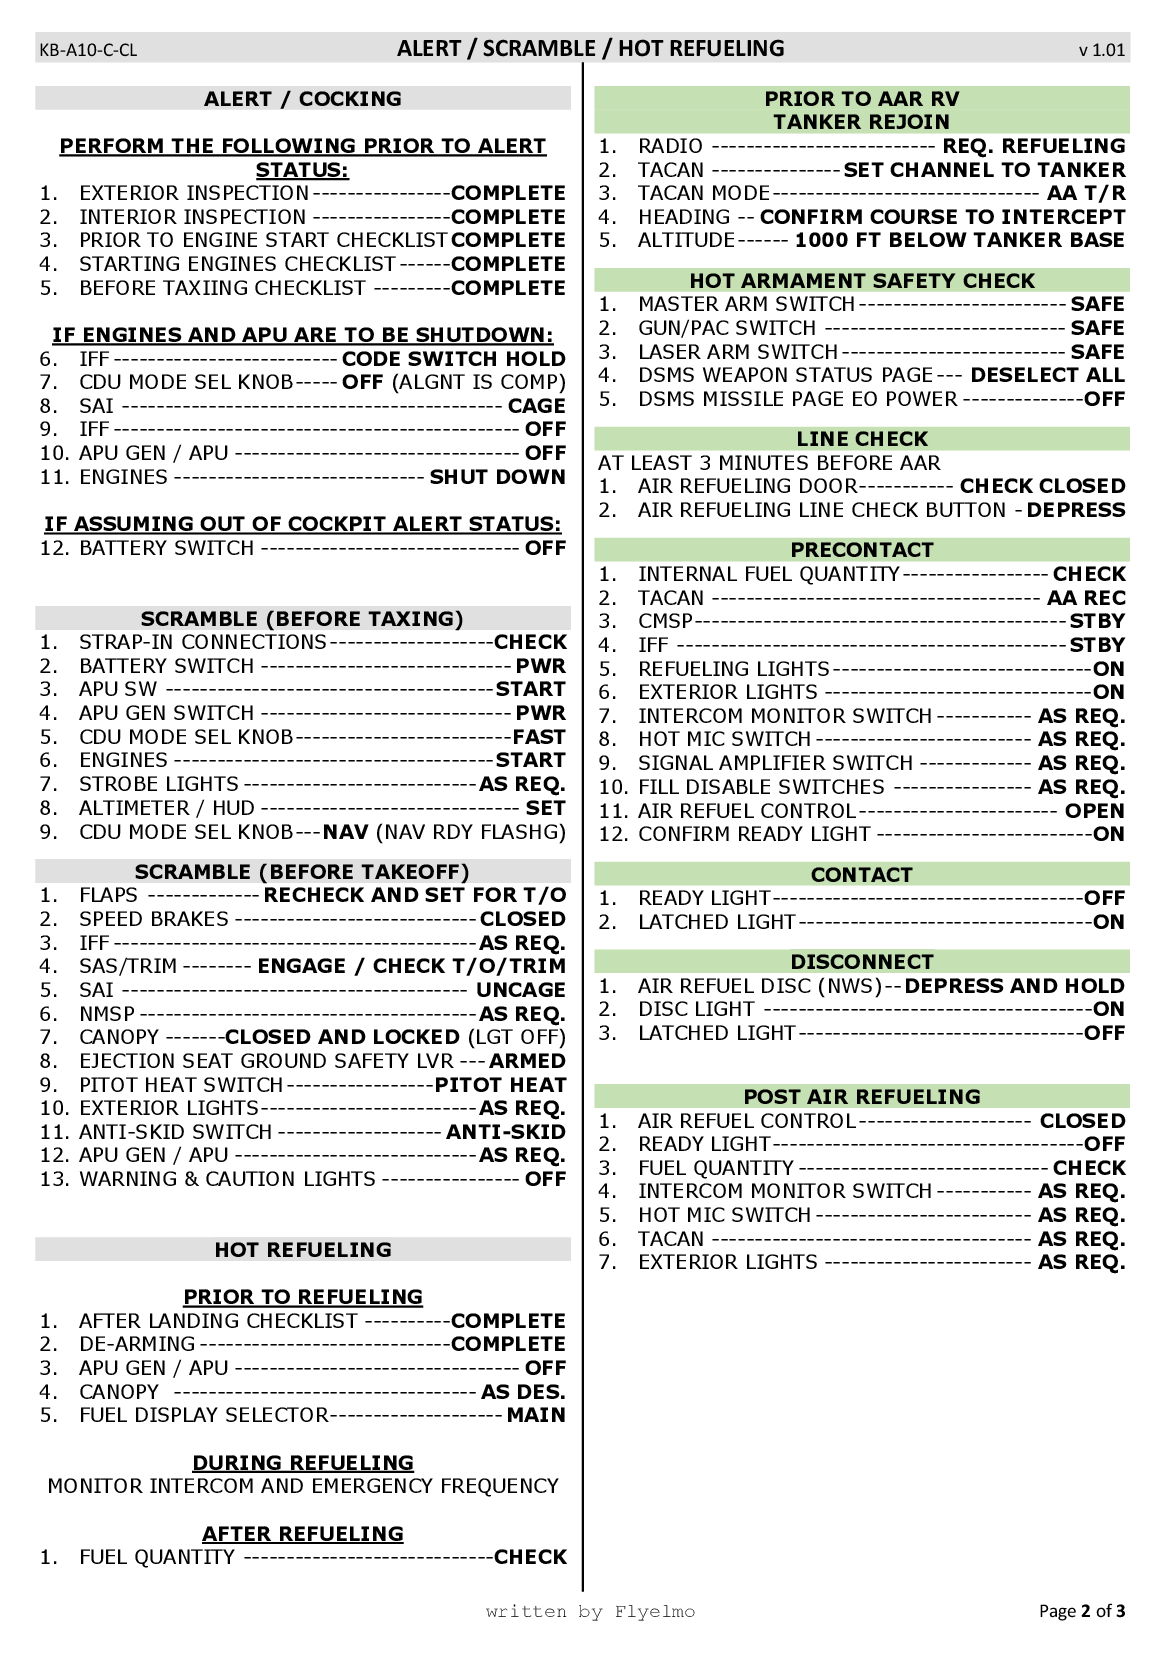 KB-A10-C-CL ALERT / SCRAMBLE / HOT REFUELING v 1.01
ALERT / COCKING
PERFORM THE FOLLOWING PRIOR TO ALERT
STATUS:
1. EXTERIOR INSPECTION----------------COMPLETE
2. INTERIOR INSPECTION ----------------COMPLETE
3. PRIOR TO ENGINE START CHECKLIST COMPLETE
4. STARTING ENGINES CHECKLIST------COMPLETE
5. BEFORE TAXIING CHECKLIST ---------COMPLETE
IF ENGINES AND APU ARE TO BE SHUTDOWN:
6. IFF-------------------------- CODE SWITCH HOLD
7. CDU MODE SEL KNOB----- OFF (ALGNT IS COMP)
8. SAI -------------------------------------------- CAGE
9. IFF----------------------------------------------- OFF
10. APU GEN / APU --------------------------------- OFF
11. ENGINES ----------------------------- SHUT DOWN
IF ASSUMING OUT OF COCKPIT ALERT STATUS:
12. BATTERY SWITCH ------------------------------ OFF
SCRAMBLE (BEFORE TAXING)
1. STRAP-IN CONNECTIONS-------------------CHECK
2. BATTERY SWITCH ----------------------------- PWR
3. APU SW --------------------------------------START
4. APU GEN SWITCH ----------------------------- PWR
5. CDU MODE SEL KNOB-------------------------FAST
6. ENGINES -------------------------------------START
7. STROBE LIGHTS ---------------------------AS REQ.
8. ALTIMETER / HUD ------------------------------- SET
9. CDU MODE SEL KNOB---NAV (NAV RDY FLASHG)
SCRAMBLE (BEFORE TAKEOFF)
1. FLAPS ------------- RECHECK AND SET FOR T/O
2. SPEED BRAKES ----------------------------CLOSED
3. IFF------------------------------------------AS REQ.
4. SAS/TRIM -------- ENGAGE / CHECK T/O/TRIM
5. SAI ---------------------------------------- UNCAGE
6. NMSP---------------------------------------AS REQ.
7. CANOPY -------CLOSED AND LOCKED (LGT OFF)
8. EJECTION SEAT GROUND SAFETY LVR --- ARMED
9. PITOT HEAT SWITCH-----------------PITOT HEAT
10. EXTERIOR LIGHTS-------------------------AS REQ.
11. ANTI-SKID SWITCH ------------------- ANTI-SKID
12. APU GEN / APU ----------------------------AS REQ.
13. WARNING & CAUTION LIGHTS ---------------- OFF
HOT REFUELING
PRIOR TO REFUELING
1. AFTER LANDING CHECKLIST ----------COMPLETE
2. DE-ARMING-----------------------------COMPLETE
3. APU GEN / APU --------------------------------- OFF
4. CANOPY ----------------------------------- AS DES.
5. FUEL DISPLAY SELECTOR-------------------- MAIN
DURING REFUELING
MONITOR INTERCOM AND EMERGENCY FREQUENCY
AFTER REFUELING
1. FUEL QUANTITY -----------------------------CHECK
PRIOR TO AAR RV
TANKER REJOIN
1. RADIO -------------------------- REQ. REFUELING
2. TACAN ---------------SET CHANNEL TO TANKER
3. TACAN MODE------------------------------- AA T/R
4. HEADING -- CONFIRM COURSE TO INTERCEPT
5. ALTITUDE------ 1000 FT BELOW TANKER BASE
HOT ARMAMENT SAFETY CHECK
1. MASTER ARM SWITCH------------------------ SAFE
2. GUN/PAC SWITCH ---------------------------- SAFE
3. LASER ARM SWITCH-------------------------- SAFE
4. DSMS WEAPON STATUS PAGE--- DESELECT ALL
5. DSMS MISSILE PAGE EO POWER --------------OFF
LINE CHECK
AT LEAST 3 MINUTES BEFORE AAR
1. AIR REFUELING DOOR----------- CHECK CLOSED
2. AIR REFUELING LINE CHECK BUTTON -DEPRESS
PRECONTACT
1. INTERNAL FUEL QUANTITY----------------- CHECK
2. TACAN -------------------------------------- AA REC
3. CMSP-------------------------------------------STBY
4. IFF ---------------------------------------------STBY
5. REFUELING LIGHTS------------------------------ON
6. EXTERIOR LIGHTS -------------------------------ON
7. INTERCOM MONITOR SWITCH ----------- AS REQ.
8. HOT MIC SWITCH------------------------- AS REQ.
9. SIGNAL AMPLIFIER SWITCH ------------- AS REQ.
10. FILL DISABLE SWITCHES ---------------- AS REQ.
11. AIR REFUEL CONTROL----------------------- OPEN
12. CONFIRM READY LIGHT -------------------------ON
CONTACT
1. READY LIGHT------------------------------------OFF
2. LATCHED LIGHT----------------------------------ON
DISCONNECT
1. AIR REFUEL DISC (NWS)--DEPRESS AND HOLD
2. DISC LIGHT --------------------------------------ON
3. LATCHED LIGHT---------------------------------OFF
POST AIR REFUELING
1. AIR REFUEL CONTROL-------------------- CLOSED
2. READY LIGHT------------------------------------OFF
3. FUEL QUANTITY ----------------------------- CHECK
4. INTERCOM MONITOR SWITCH ----------- AS REQ.
5. HOT MIC SWITCH------------------------- AS REQ.
6. TACAN ------------------------------------- AS REQ.
7. EXTERIOR LIGHTS ------------------------ AS REQ.
written by Flyelmo Page 2 of 3